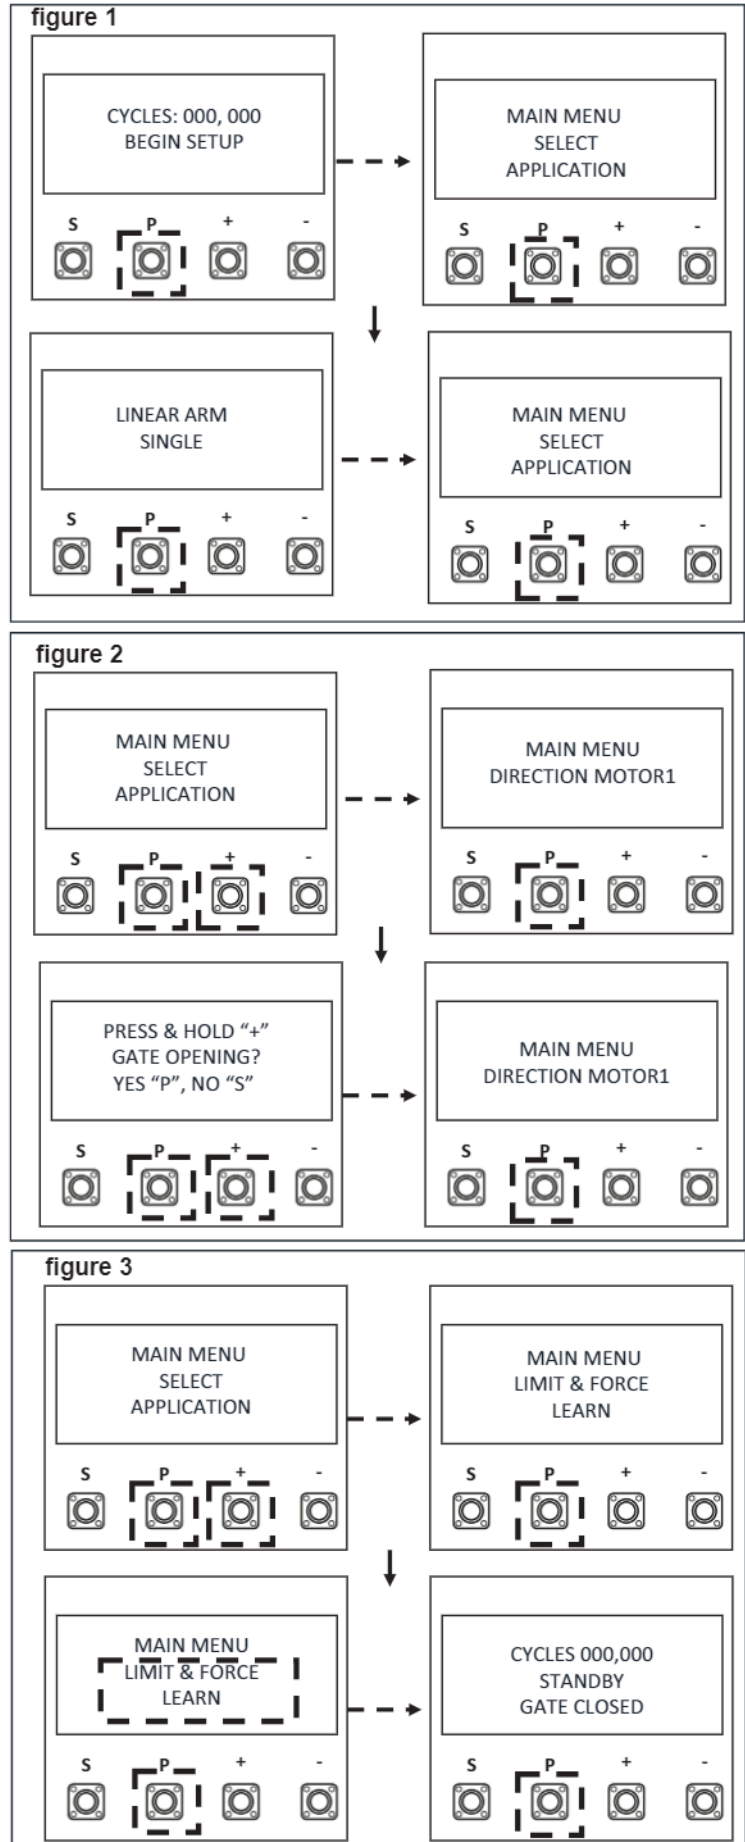 figure 1
CYCLES: 000, 000
BEGIN SETUP
S P + -
MAIN MENU
SELECT
APPLICATION
S P + -
LINEAR ARM
SINGLE
S P + -
MAIN MENU
SELECT
APPLICATION
S P + -
figure 2
MAIN MENU
SELECT
APPLICATION
S P + -
MAIN MENU
DIRECTION MOTOR1
S P + -
PRESS & HOLD “+”
GATE OPENING?
YES “P”, NO “S”
S P + -
MAIN MENU
DIRECTION MOTOR1
S P + -
figure 3
MAIN MENU
SELECT
APPLICATION
S P + -
MAIN MENU
LIMIT & FORCE
LEARN
S P + -
MAIN MENU
LIMIT & FORCE
LEARN
S P + -
CYCLES 000,000
STANDBY
GATE CLOSED
S P + -